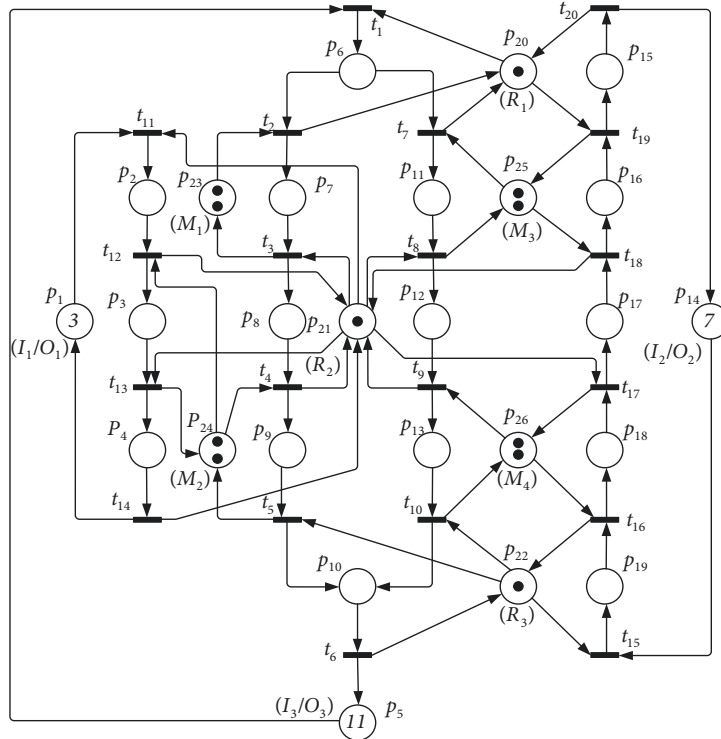 t1
p20
t20
p6
p15
(R1)
t11
t2
t7
t19
p2
p23
p7
p11
p25
p16
(M1)
(M3)
t12
t3
t8
t18
p1
p3
p8
p21
p12
p17
p14
3
7
(I1/O1)
(R2)
(I2/O2)
t13
t4
t9
t17
P4
P24
p9
p13
p26
p18
(M2)
(M4)
t14
t5
t10
t16
p10
p22
p19
(R3)
t6
t15
(I3/O3)
11
p5